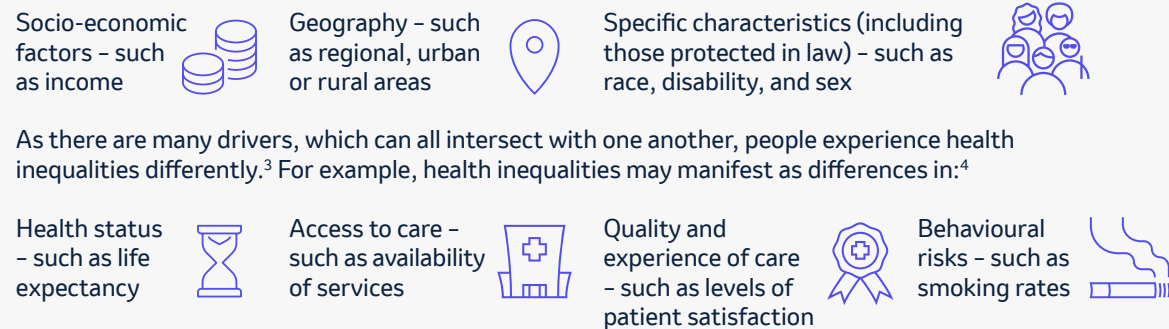 Socio-economic
factors – such
as income
Geography – such
as regional, urban
or rural areas
Specific characteristics (including
those protected in law) – such as
race, disability, and sex
As there are many drivers, which can all intersect with one another, people experience health
inequalities differently.³ For example, health inequalities may manifest as differences in:⁴
Health status
– such as life
expectancy
Access to care –
such as availability
of services
Quality and
experience of care
– such as levels of
patient satisfaction
Behavioural
risks – such as
smoking rates